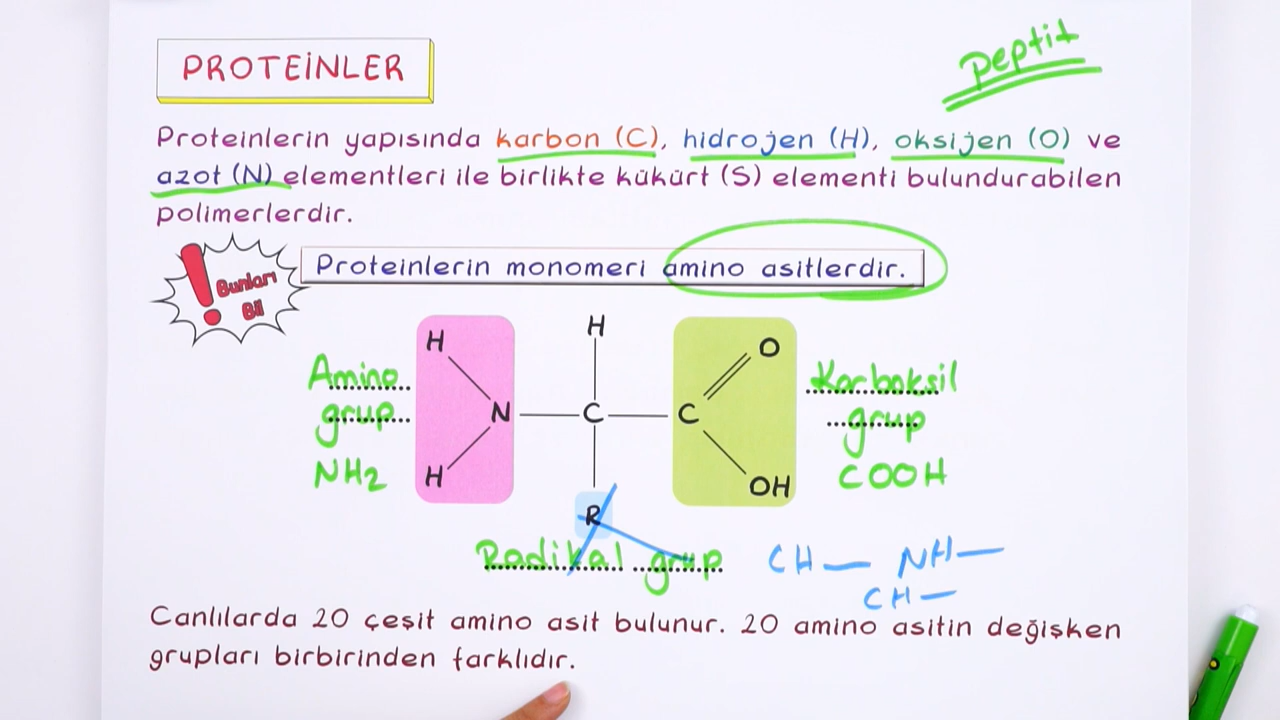 PROTEİNLER
Peptit
Proteinlerin yapısında karbon (C), hidrojen (H), oksijen (O) ve
azot (N) elementleri ile birlikte kükürt (S) elementi bulundurabilen
polimerlerdir.
Bunları
Bil
Proteinlerin monomeri amino asitlerdir.
H
H
O
Amino
Karboksil
N
C
C
grup
grup
NH2
H
COOH
OH
R
Radikal grup
CH— NH—
CH—
Canlılarda 20 çeşit amino asit bulunur. 20 amino asitin değişken
grupları birbirinden farklıdır.